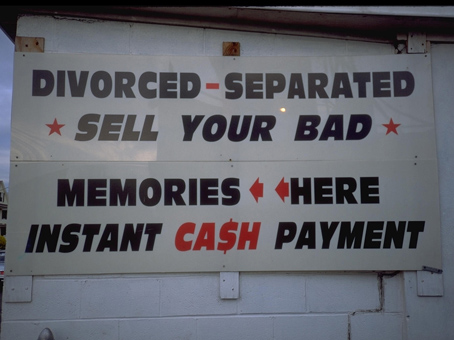 DIVORCED-SEPARATED
★ SELL YOUR BAD ★
MEMORIES HERE
INSTANT CA$H PAYMENT